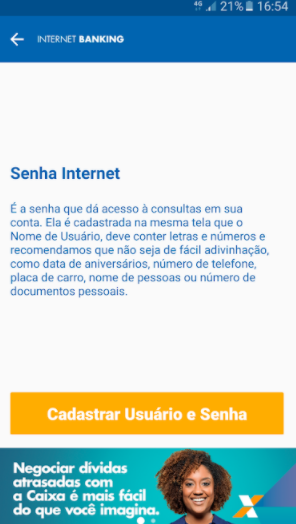 4G 21% 16:54
INTERNET BANKING
Senha Internet
É a senha que dá acesso à consultas em sua
conta. Ela é cadastrada na mesma tela que o
Nome de Usuário, deve conter letras e números e
recomendamos que não seja de fácil adivinhação,
como data de aniversários, número de telefone,
placa de carro, nome de pessoas ou número de
documentos pessoais.
Cadastrar Usuário e Senha
Negociar dívidas
atrasadas com
a Caixa é mais fácil
do que você imagina.